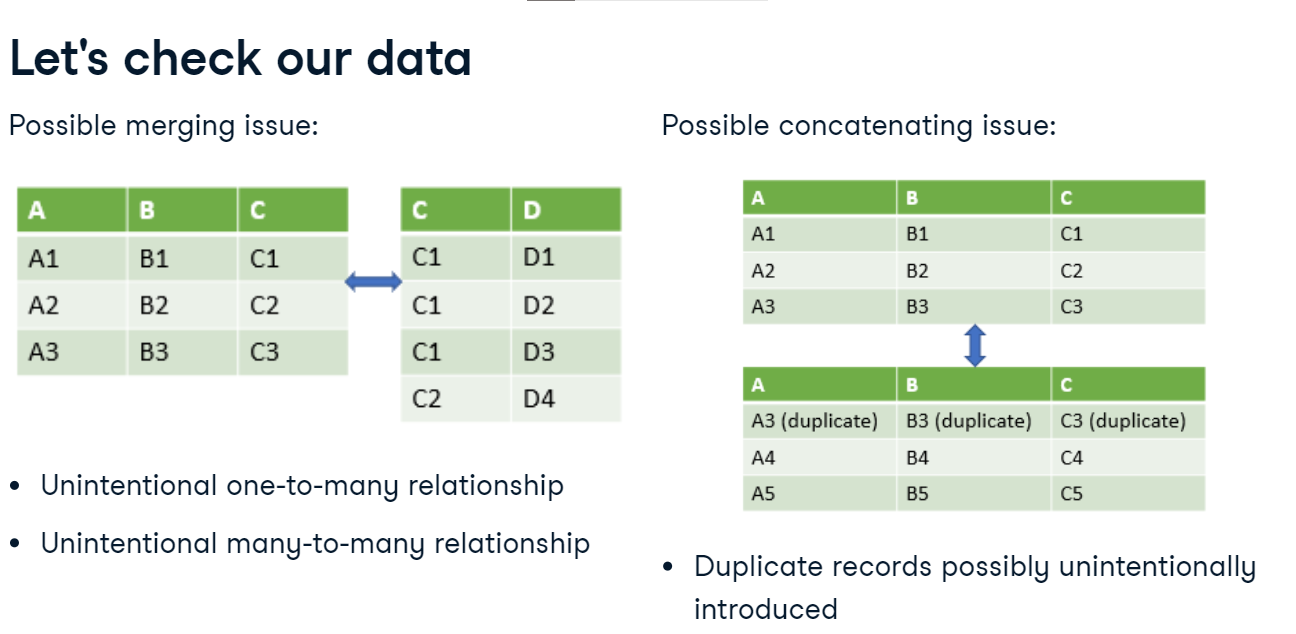 Let's check our data
Possible merging issue:
A B C
A1 B1 C1
A2 B2 C2
A3 B3 C3
C D
C1 D1
C1 D2
C1 D3
C2 D4
Unintentional one-to-many relationship
Unintentional many-to-many relationship
Possible concatenating issue:
A B C
A1 B1 C1
A2 B2 C2
A3 B3 C3
A B C
A3 (duplicate) B3 (duplicate) C3 (duplicate)
A4 B4 C4
A5 B5 C5
Duplicate records possibly unintentionally
introduced